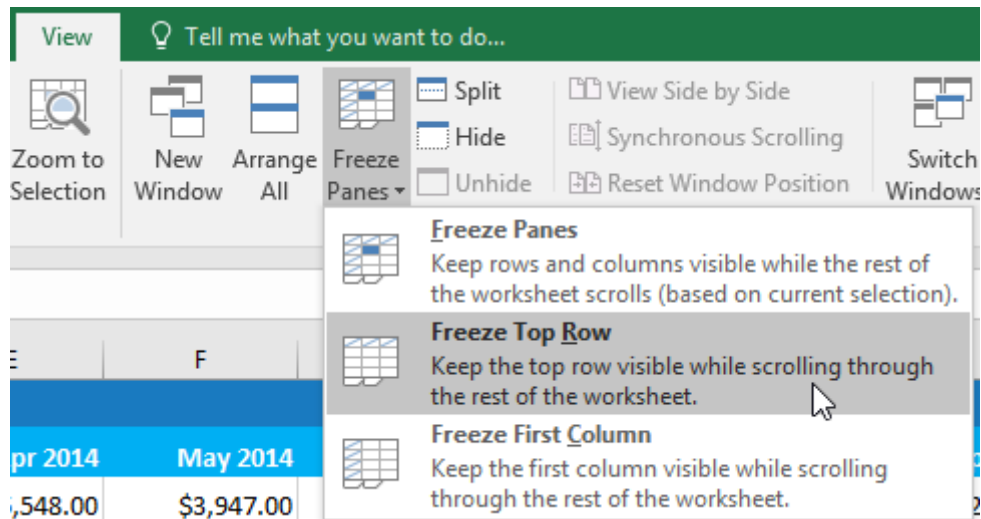 View
Tell me what you want to do...
Zoom to
Selection
New
Window
Arrange
All
Freeze
Panes
Split
Hide
Unhide
View Side by Side
Synchronous Scrolling
Reset Window Position
Switch
Windows
Freeze Panes
Keep rows and columns visible while the rest of
the worksheet scrolls (based on current selection).
Freeze Top Row
Keep the top row visible while scrolling through
the rest of the worksheet.
Freeze First Column
Keep the first column visible while scrolling
through the rest of the worksheet.
F
pr 2014
May 2014
,548.00
$3,947.00